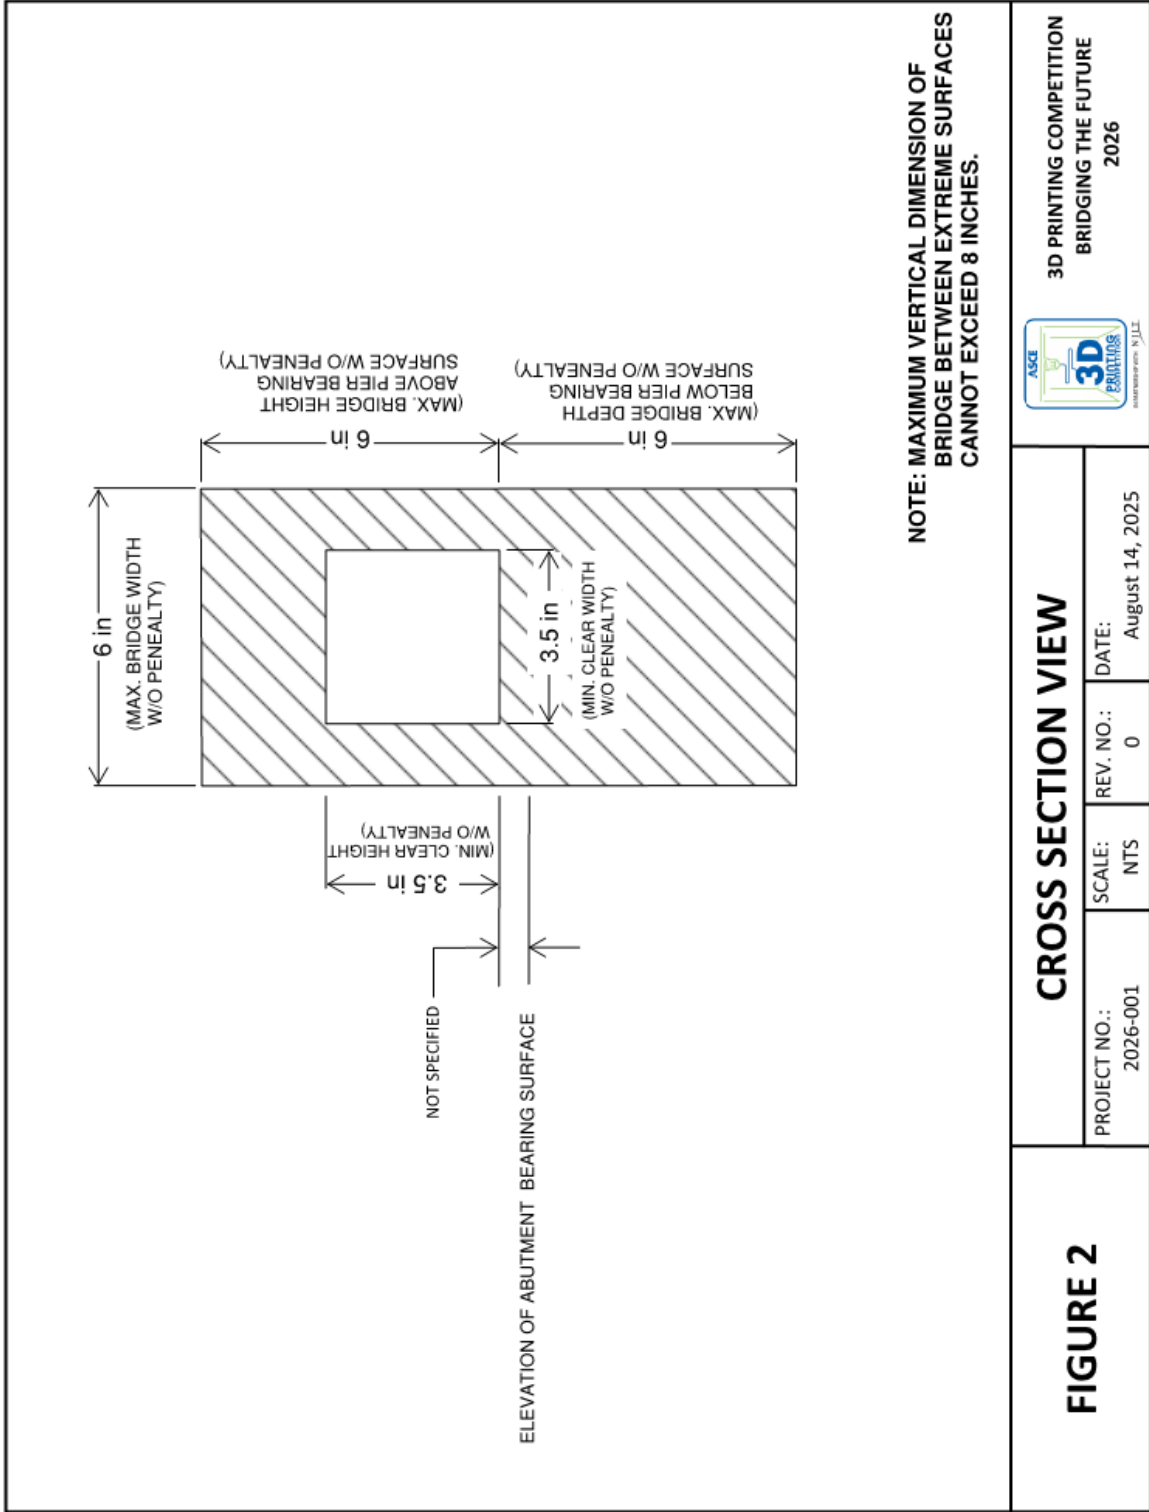 6 in
(MAX. BRIDGE WIDTH
W/O PENEALTY)
6 in
(MAX. BRIDGE HEIGHT
ABOVE PIER BEARING
SURFACE W/O PENEALTY)
6 in
(MAX. BRIDGE DEPTH
BELOW PIER BEARING
SURFACE W/O PENEALTY)
3.5 in
(MIN. CLEAR HEIGHT
W/O PENEALTY)
3.5 in
(MIN. CLEAR WIDTH
W/O PENEALTY)
NOT SPECIFIED
ELEVATION OF ABUTMENT BEARING SURFACE
NOTE: MAXIMUM VERTICAL DIMENSION OF
BRIDGE BETWEEN EXTREME SURFACES
CANNOT EXCEED 8 INCHES.
FIGURE 2
CROSS SECTION VIEW
PROJECT NO.:
2026-001
SCALE:
NTS
REV. NO.:
0
DATE:
August 14, 2025
ASCE
3D
PRINTING
COMPETITION
3D PRINTING COMPETITION
BRIDGING THE FUTURE
2026